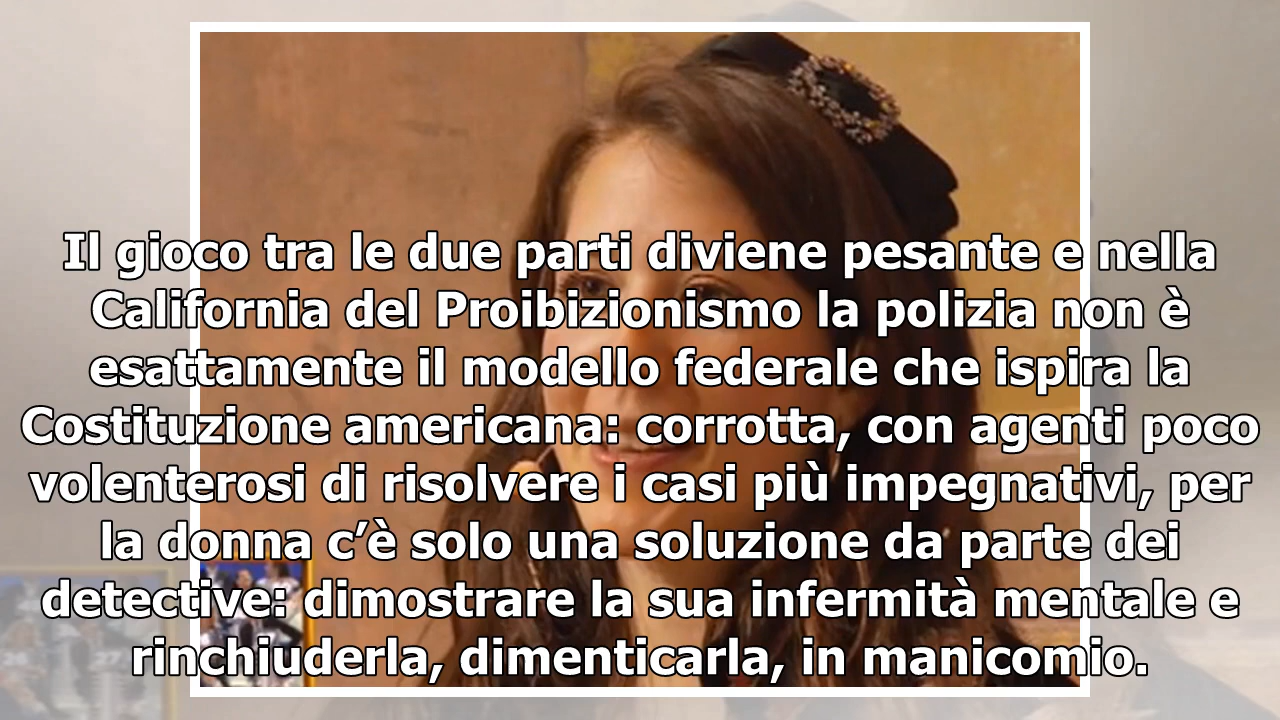 Il gioco tra le due parti diviene pesante e nella
California del Proibizionismo la polizia non è
esattamente il modello federale che ispira la
Costituzione americana: corrotta, con agenti poco
volenterosi di risolvere i casi più impegnativi, per
la donna c’è solo una soluzione da parte dei
detective: dimostrare la sua infermità mentale e
rinchiuderla, dimenticarla, in manicomio.